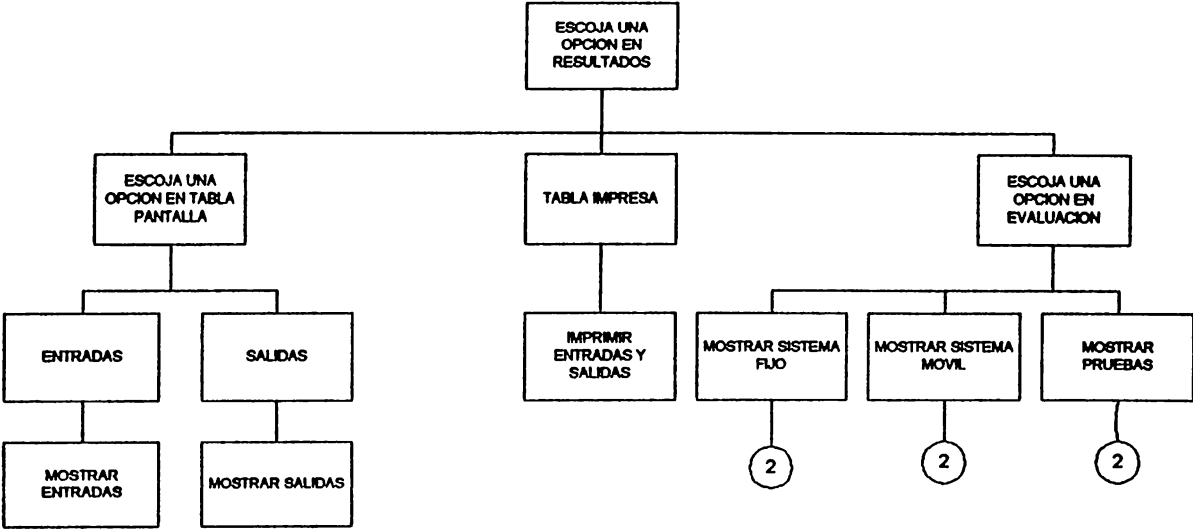 ESCOJA UNA
OPCION EN
RESULTADOS
ESCOJA UNA
OPCION EN TABLA
PANTALLA
TABLA IMPRESA
ESCOJA UNA
OPCION EN
EVALUACION
ENTRADAS
SALIDAS
IMPRIMIR
ENTRADAS Y
SALIDAS
MOSTRAR SISTEMA
FIJO
MOSTRAR SISTEMA
MOVIL
MOSTRAR
PRUEBAS
MOSTRAR
ENTRADAS
MOSTRAR SALIDAS
2
2
2